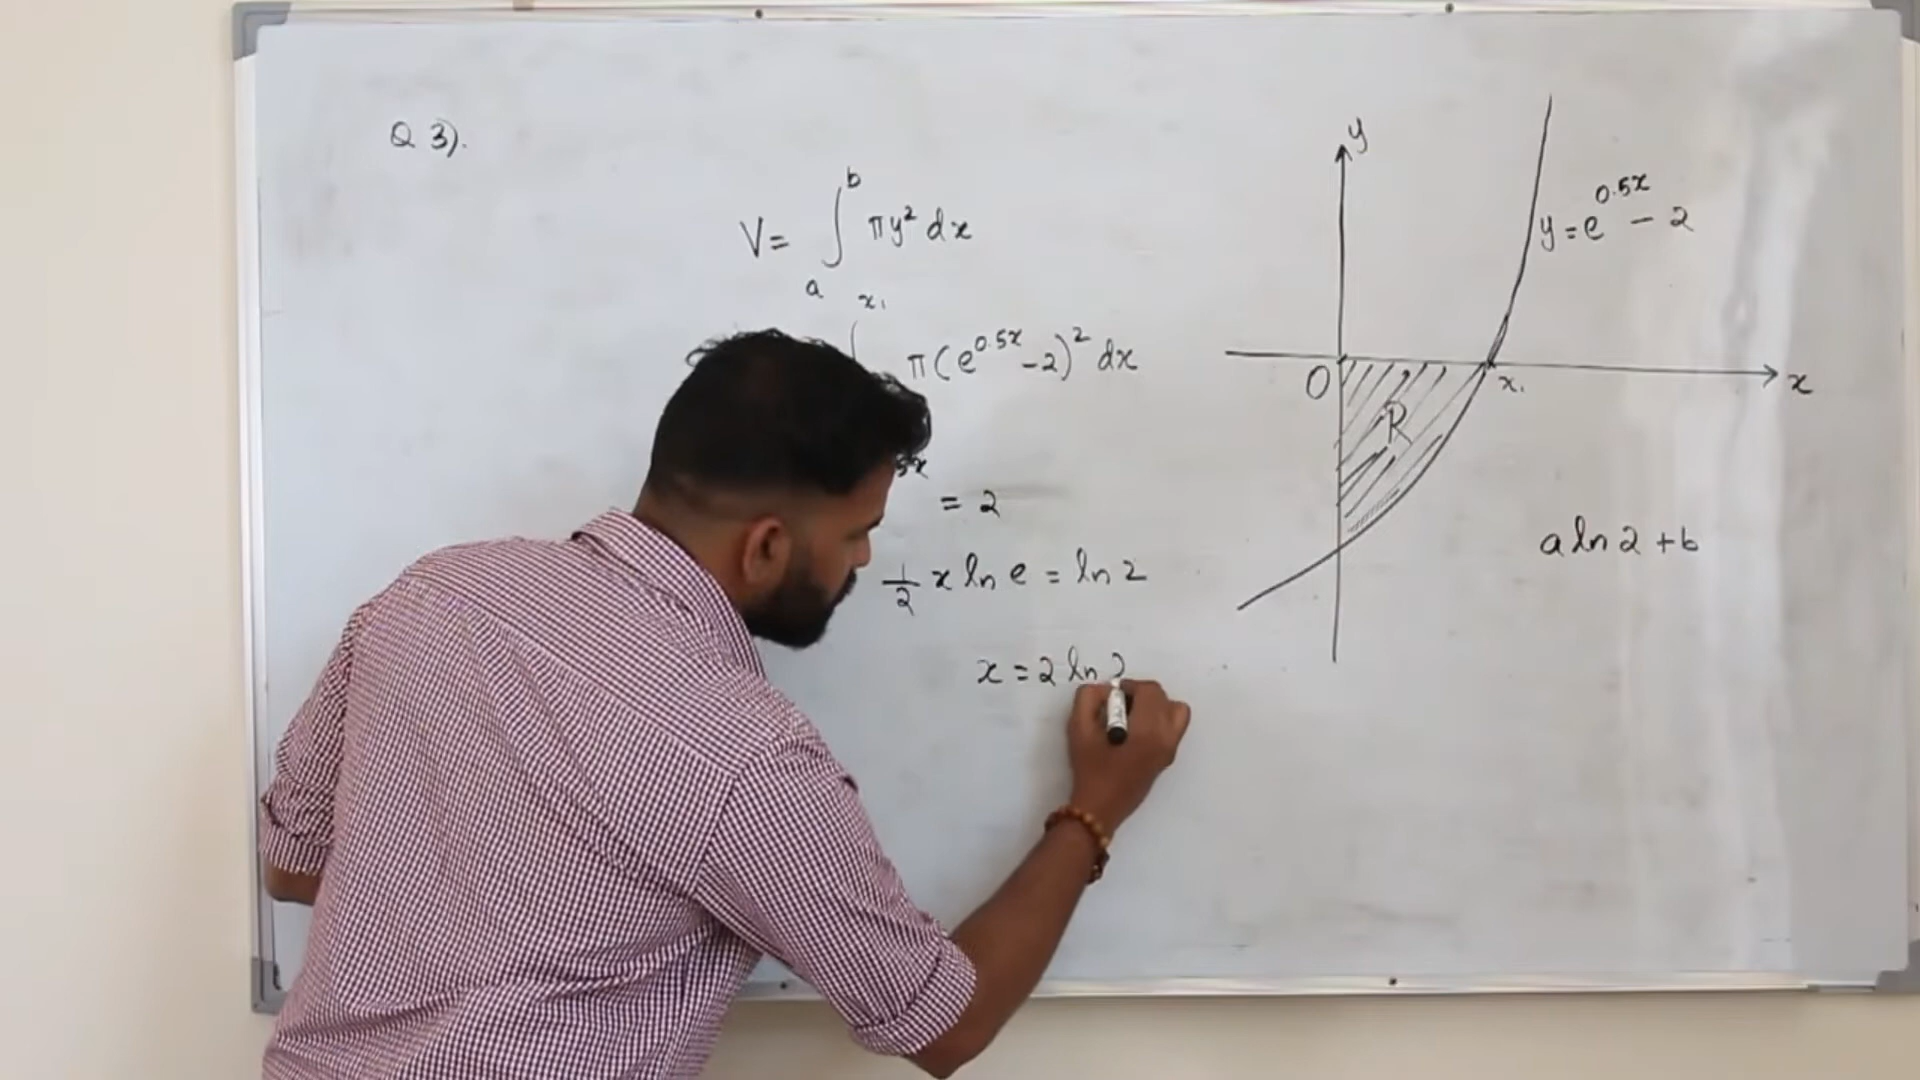 Q 3).
V = ∫ₐᵇ πy² dx
x₁
π(e^0.5x - 2)² dx
= 2
1/2 x ln e = ln 2
x = 2 ln 2
y
y = e^0.5x - 2
O
x₁
x
R
a ln 2 + b